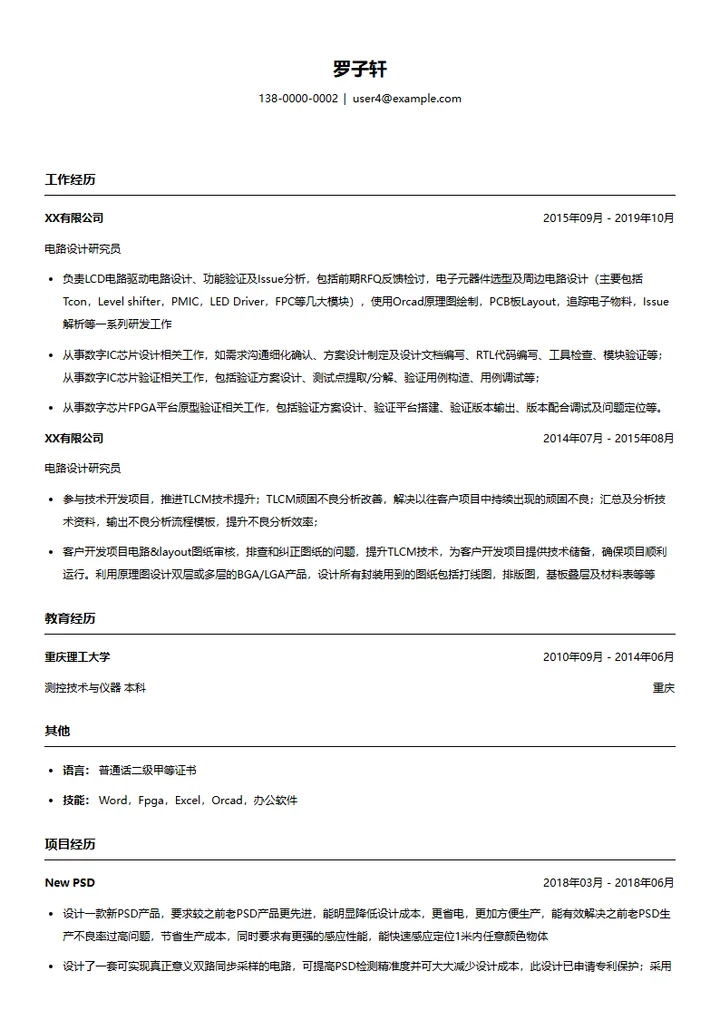 罗子轩
138-0000-0002 | user4@example.com
工作经历
XX有限公司 2015年09月 - 2019年10月
电路设计研究员
• 负责LCD电路驱动电路设计、功能验证及Issue分析，包括前期RFQ反馈检讨，电子元器件选型及周边电路设计（主要包括
Tcon，Level shifter，PMIC，LED Driver，FPC等几大模块），使用Orcad原理图绘制，PCB板Layout，追踪电子物料，Issue
解析等一系列研发工作
• 从事数字IC芯片设计相关工作，如需求沟通细化确认、方案设计制定及设计文档编写、RTL代码编写、工具检查、模块验证等；
从事数字IC芯片验证相关工作，包括验证方案设计、测试点提取/分解、验证用例构造、用例调试等；
• 从事数字芯片FPGA平台原型验证相关工作，包括验证方案设计、验证平台搭建、验证版本输出、版本配合调试及问题定位等。
XX有限公司 2014年07月 - 2015年08月
电路设计研究员
• 参与技术开发项目，推进TLCM技术提升；TLCM顽固不良分析改善，解决以往客户项目中持续出现的顽固不良；汇总及分析技
术资料，输出不良分析流程模板，提升不良分析效率；
• 客户开发项目电路&layout图纸审核，排查和纠正图纸的问题，提升TLCM技术，为客户开发项目提供技术储备，确保项目顺利
运行。利用原理图设计双层或多层的BGA/LGA产品，设计所有封装用到的图纸包括打线图，排版图，基板叠层及材料表等等
教育经历
重庆理工大学 2010年09月 - 2014年06月
测控技术与仪器 本科 重庆
其他
• 语言： 普通话二级甲等证书
• 技能： Word，Fpga，Excel，Orcad，办公软件
项目经历
New PSD 2018年03月 - 2018年06月
• 设计一款新PSD产品，要求较之前老PSD产品更先进，能明显降低设计成本，更省电，更加方便生产，能有效解决之前老PSD生
产不良率过高问题，节省生产成本，同时要求有更强的感应性能，能快速感应定位1米内任意颜色物体
• 设计了一套可实现真正意义双路同步采样的电路，可提高PSD检测精准度并可大大减少设计成本，此设计已申请专利保护；采用